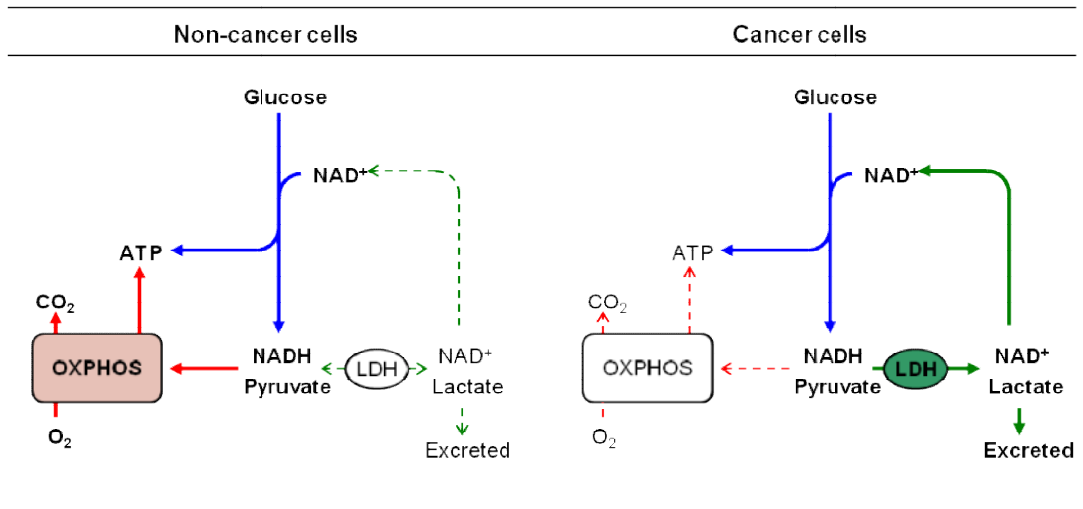 Non-cancer cells
Glucose
NAD⁺
ATP
CO₂
OXPHOS
NADH
Pyruvate
LDH
NAD⁺
Lactate
O₂
Excreted
Cancer cells
Glucose
NAD⁺
ATP
CO₂
OXPHOS
NADH
Pyruvate
LDH
NAD⁺
Lactate
O₂
Excreted